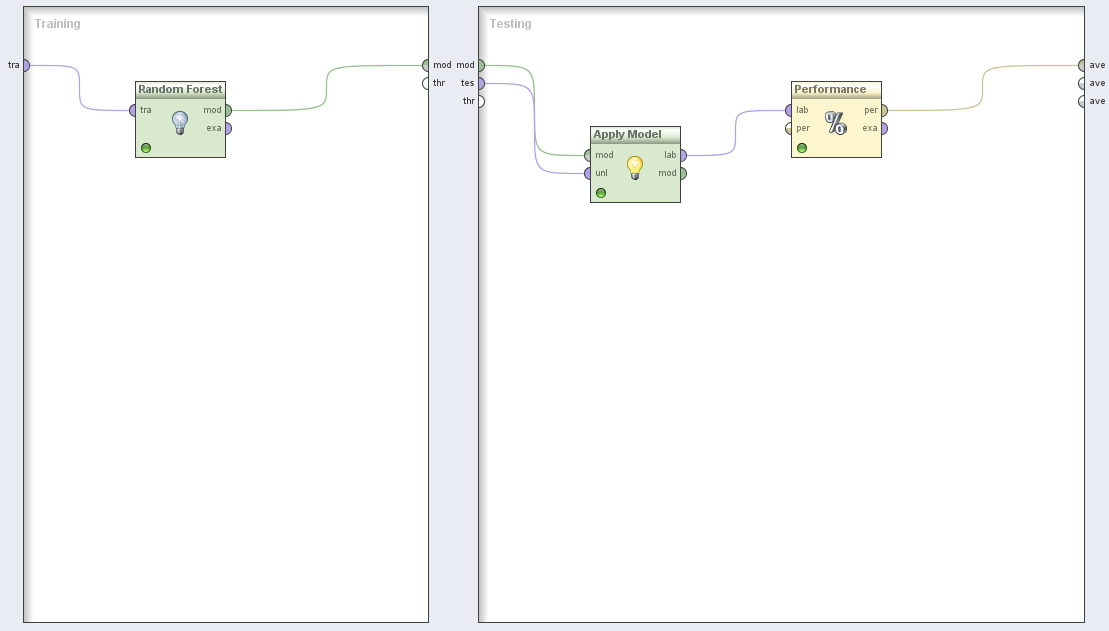 Training
tra
mod
thr
Random Forest
tra
mod
exa
Testing
mod
tes
thr
Apply Model
mod
lab
unl
mod
Performance
lab
per
per
exa
ave
ave
ave